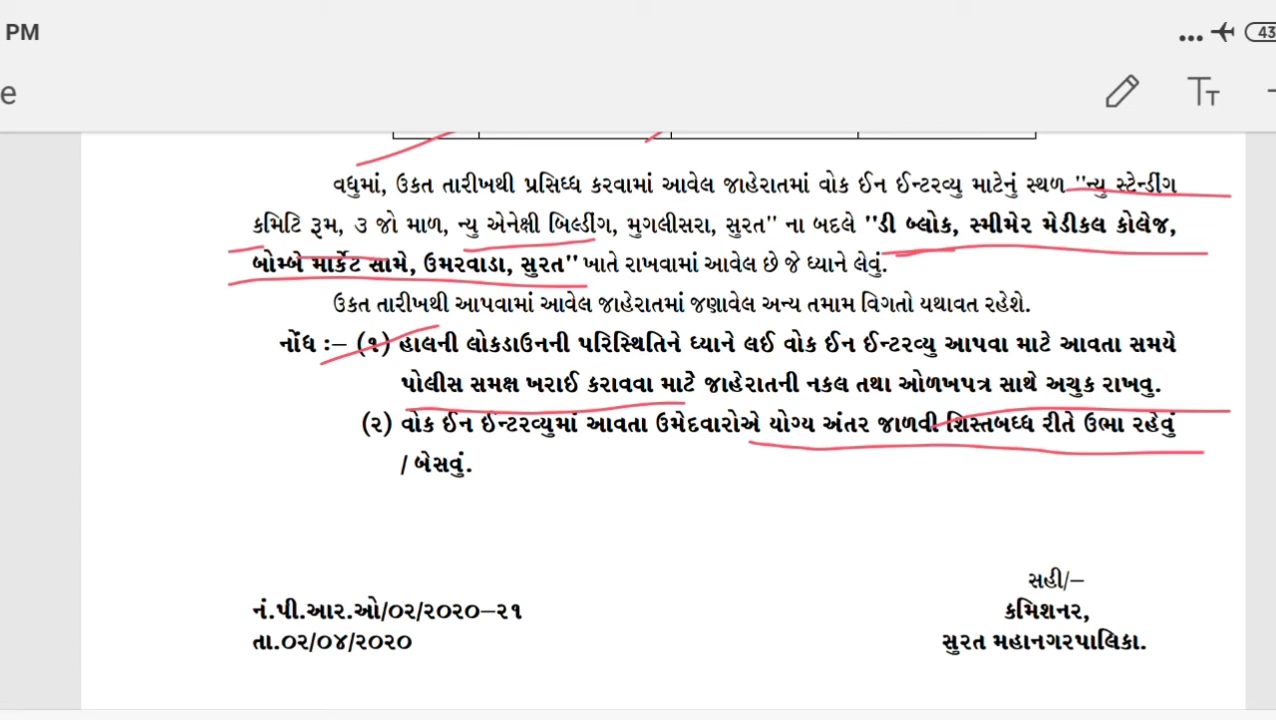 PM
43
e
વધુમાં, ઉકત તારીખથી પ્રસિધ્ધ કરવામાં આવેલ જાહેરાતમાં વોક ઈન ઈન્ટરવ્યુ માટેનું સ્થળ "ન્યુ સ્ટેન્ડીંગ
કમિટિ રૂમ, ૩ જો માળ, ન્યુ એનેક્ષી બિલ્ડીંગ, મુગલીસરા, સુરત" ના બદલે "ડી બ્લોક, સ્મીમેર મેડીકલ કોલેજ,
બોમ્બે માર્કેટ સામે, ઉમરવાડા, સુરત" ખાતે રાખવામાં આવેલ છે જે ધ્યાને લેવું.
ઉકત તારીખથી આપવામાં આવેલ જાહેરાતમાં જણાવેલ અન્ય તમામ વિગતો યથાવત રહેશે.
નોંધ :– (૧) હાલની લોકડાઉનની પરિસ્થિતિને ધ્યાને લઈ વોક ઈન ઈન્ટરવ્યુ આપવા માટે આવતા સમયે
પોલીસ સમક્ષ ખરાઈ કરાવવા માટે જાહેરાતની નકલ તથા ઓળખપત્ર સાથે અચુક રાખવુ.
(૨) વોક ઈન ઈન્ટરવ્યુમાં આવતા ઉમેદવારોએ યોગ્ય અંતર જાળવી શિસ્તબધ્ધ રીતે ઉભા રહેવું
/ બેસવું.
સહી/–
નં.પી.આર.ઓ/૦૨/૨૦૨૦–૨૧
કમિશનર,
તા.૦૨/૦૪/૨૦૨૦
સુરત મહાનગરપાલિકા.